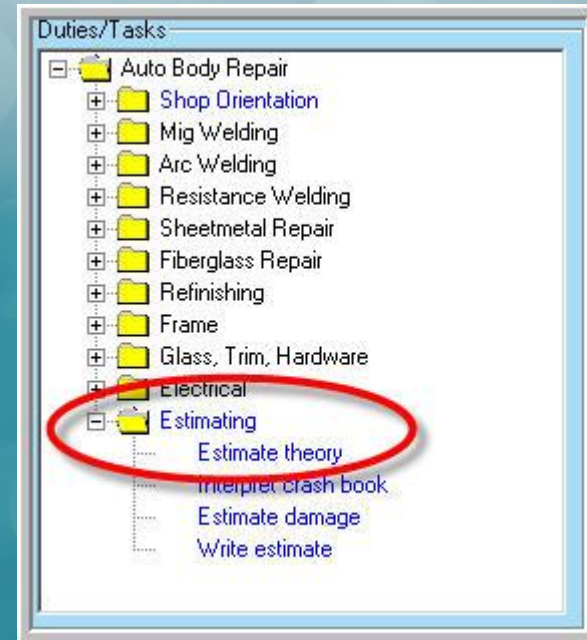 Duties/Tasks
Auto Body Repair
Shop Orientation
Mig Welding
Arc Welding
Resistance Welding
Sheetmetal Repair
Fiberglass Repair
Refinishing
Frame
Glass, Trim, Hardware
Electrical
Estimating
Estimate theory
Interpret crash book
Estimate damage
Write estimate